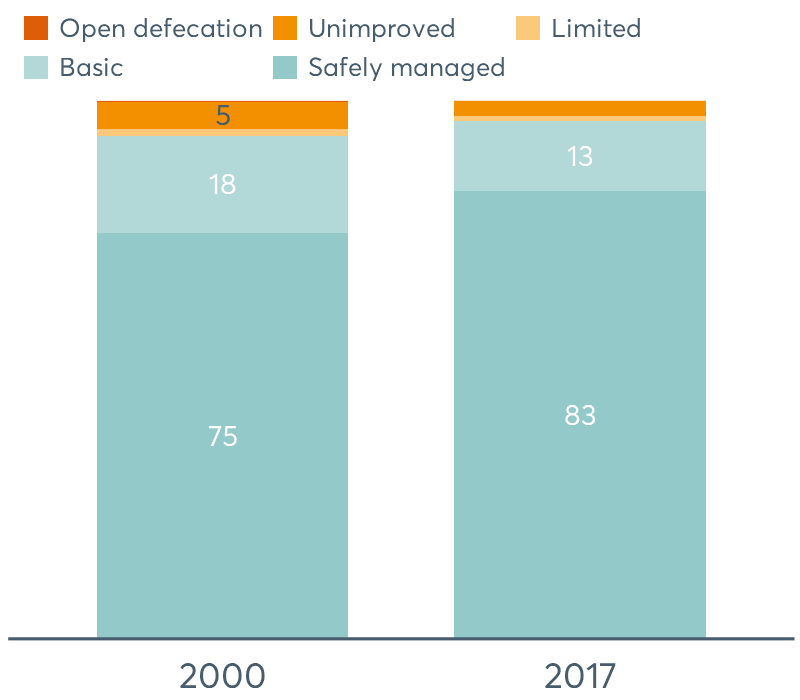 Open defecation Unimproved Limited
Basic Safely managed
5
18 13
75 83
2000 2017